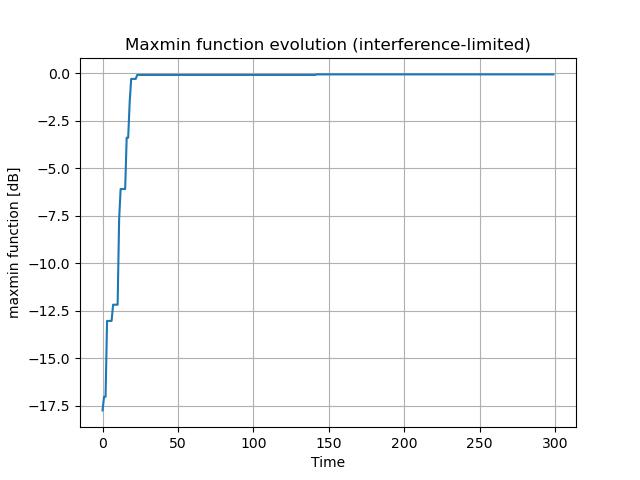 Maxmin function evolution (interference-limited)
maxmin function [dB]
0.0
−2.5
−5.0
−7.5
−10.0
−12.5
−15.0
−17.5
0 50 100 150 200 250 300
Time